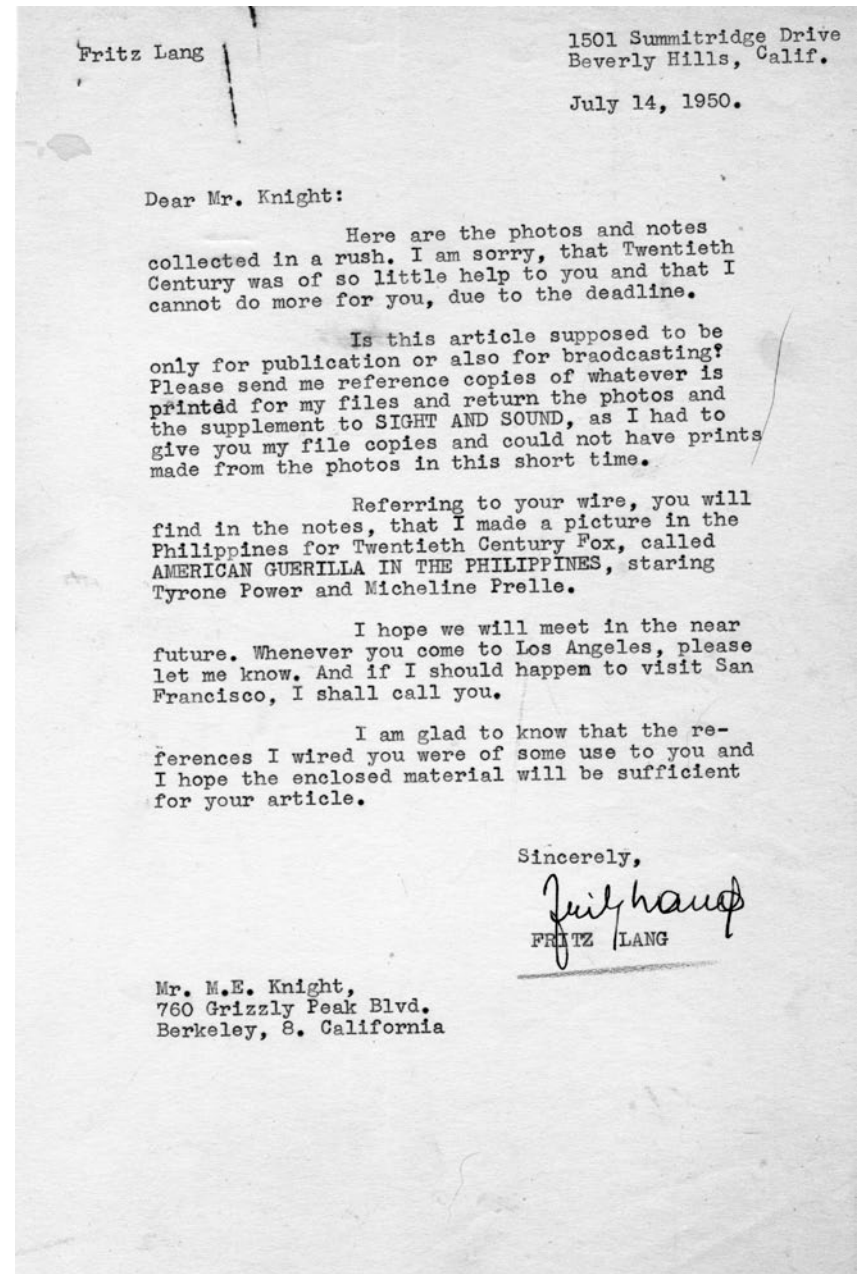 Fritz Lang
1501 Summitridge Drive
Beverly Hills, Calif.
July 14, 1950.
Dear Mr. Knight:
Here are the photos and notes
collected in a rush. I am sorry, that Twentieth
Century was of so little help to you and that I
cannot do more for you, due to the deadline.
Is this article supposed to be
only for publication or also for braodcasting?
Please send me reference copies of whatever is
printed for my files and return the photos and
the supplement to SIGHT AND SOUND, as I had to
give you my file copies and could not have prints
made from the photos in this short time.
Referring to your wire, you will
find in the notes, that I made a picture in the
Philippines for Twentieth Century Fox, called
AMERICAN GUERILLA IN THE PHILIPPINES, staring
Tyrone Power and Micheline Prelle.
I hope we will meet in the near
future. Whenever you come to Los Angeles, please
let me know. And if I should happen to visit San
Francisco, I shall call you.
I am glad to know that the re-
ferences I wired you were of some use to you and
I hope the enclosed material will be sufficient
for your article.
Sincerely,
Fritz Lang
FRITZ LANG
Mr. M.E. Knight,
760 Grizzly Peak Blvd.
Berkeley, 8. California